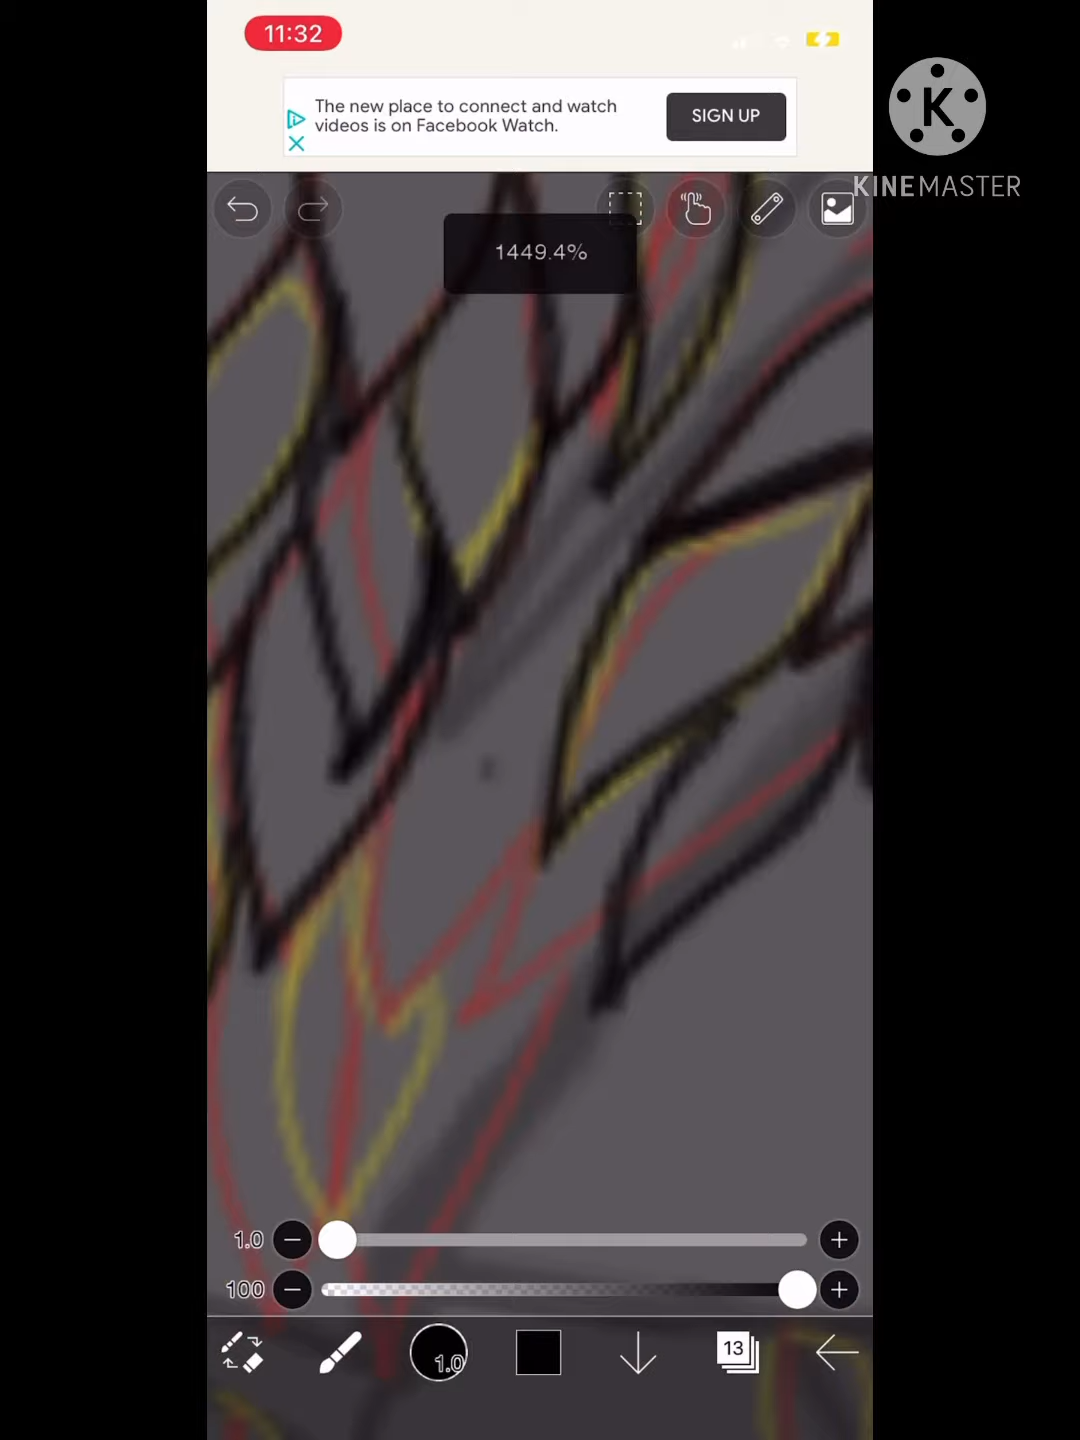 11:32
The new place to connect and watch
videos is on Facebook Watch.
SIGN UP
K
KINEMASTER
1449.4%
1.0
100
1.0
13